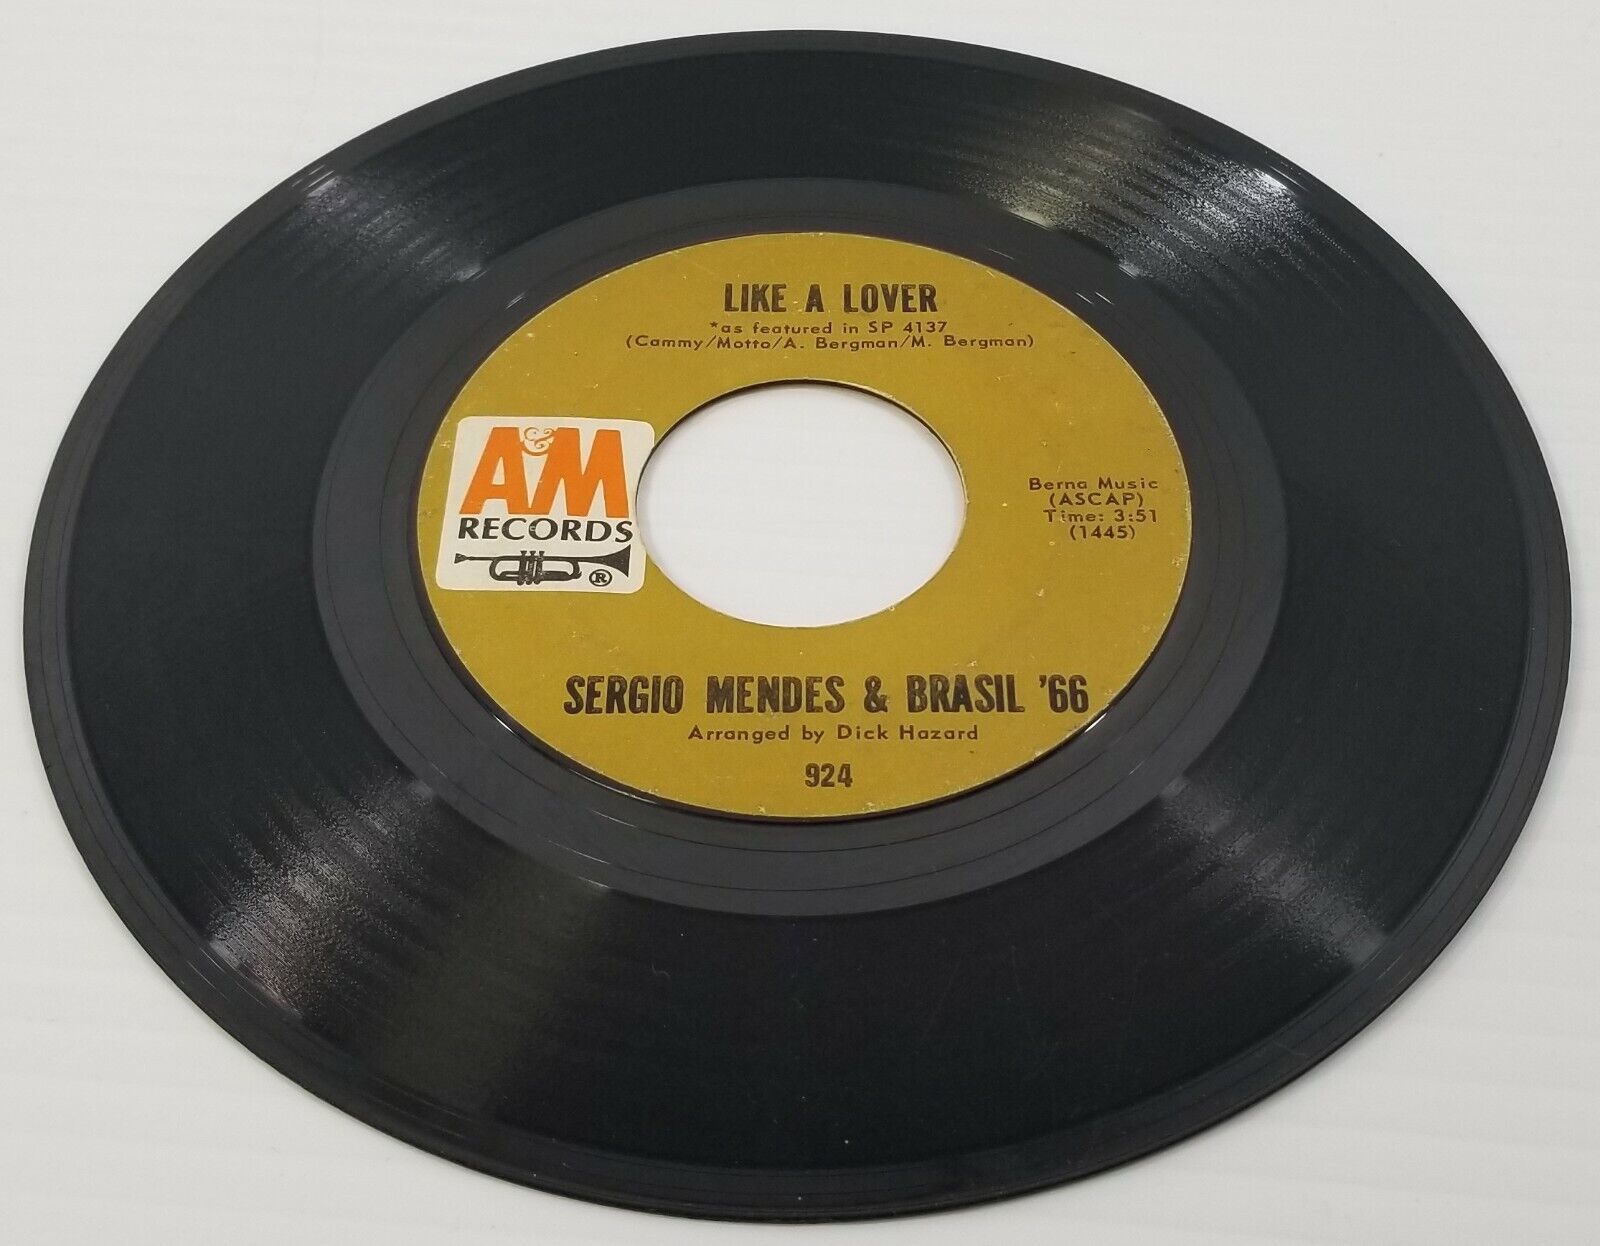 LIKE A LOVER
*as featured in SP 4137
(Cammy/Motto/A. Bergman/M. Bergman)
A&M
RECORDS
®
Berna Music
(ASCAP)
Time: 3:51
(1445)
SERGIO MENDES & BRASIL '66
Arranged by Dick Hazard
924